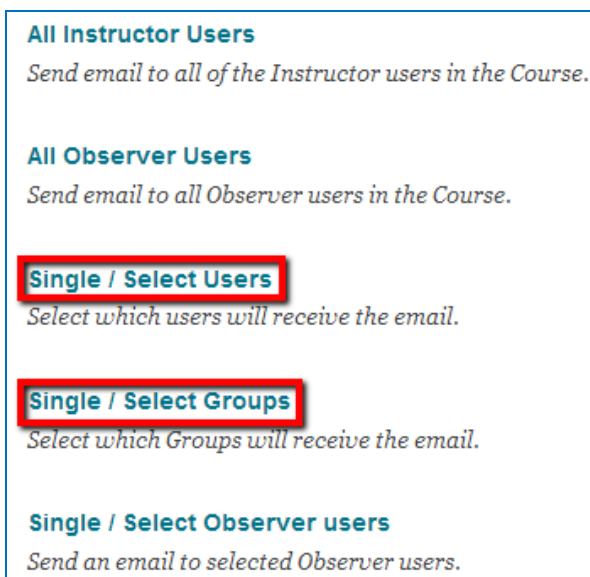 All Instructor Users
Send email to all of the Instructor users in the Course.
All Observer Users
Send email to all Observer users in the Course.
Single / Select Users
Select which users will receive the email.
Single / Select Groups
Select which Groups will receive the email.
Single / Select Observer users
Send an email to selected Observer users.